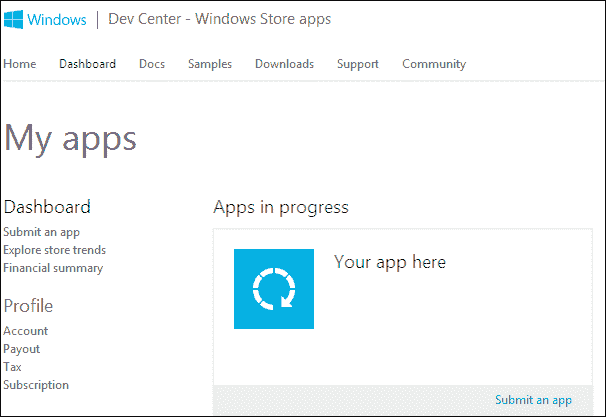 Windows | Dev Center - Windows Store apps
Home Dashboard Docs Samples Downloads Support Community
My apps
Dashboard
Submit an app
Explore store trends
Financial summary
Profile
Account
Payout
Tax
Subscription
Apps in progress
Your app here
Submit an app